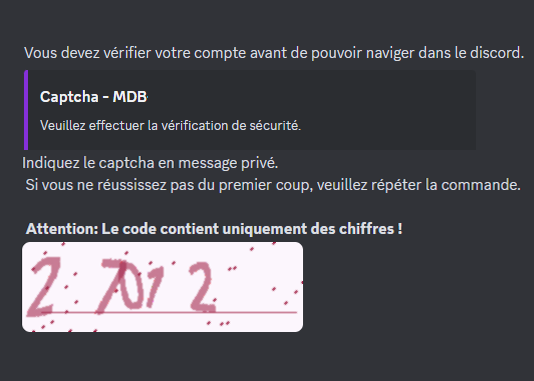 Vous devez vérifier votre compte avant de pouvoir naviger dans le discord.
Captcha - MDB
Veuillez effectuer la vérification de sécurité.
Indiquez le captcha en message privé.
Si vous ne réussissez pas du premier coup, veuillez répéter la commande.
Attention: Le code contient uniquement des chiffres !